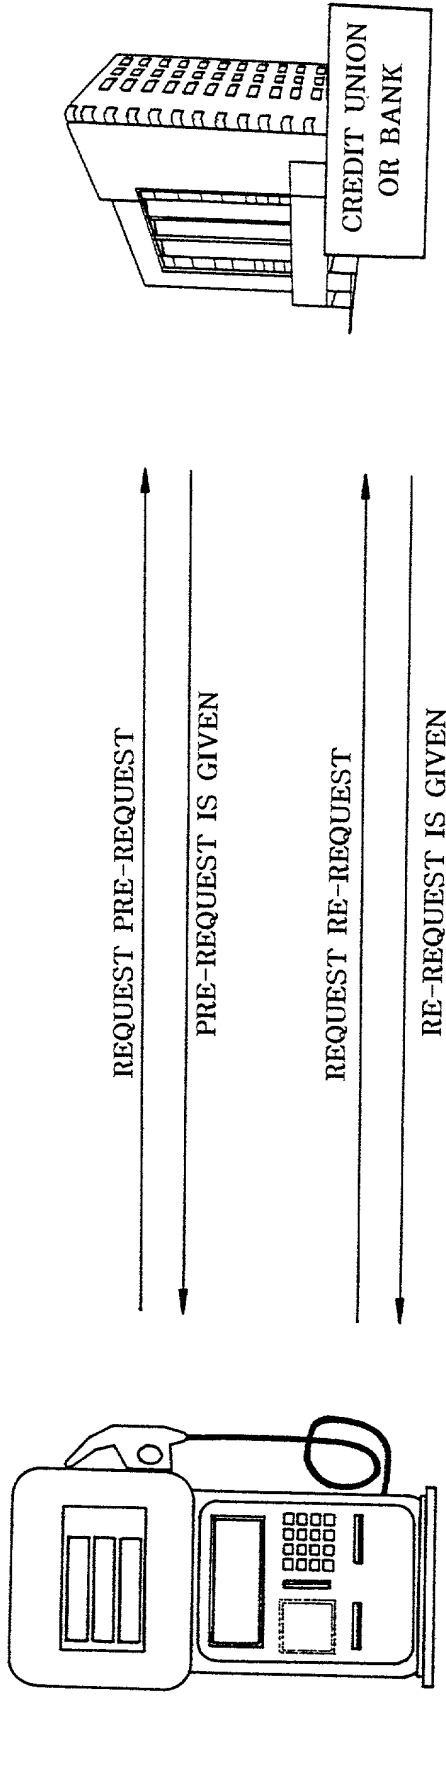 REQUEST PRE-REQUEST
PRE-REQUEST IS GIVEN
REQUEST RE-REQUEST
RE-REQUEST IS GIVEN
CREDIT UNION
OR BANK